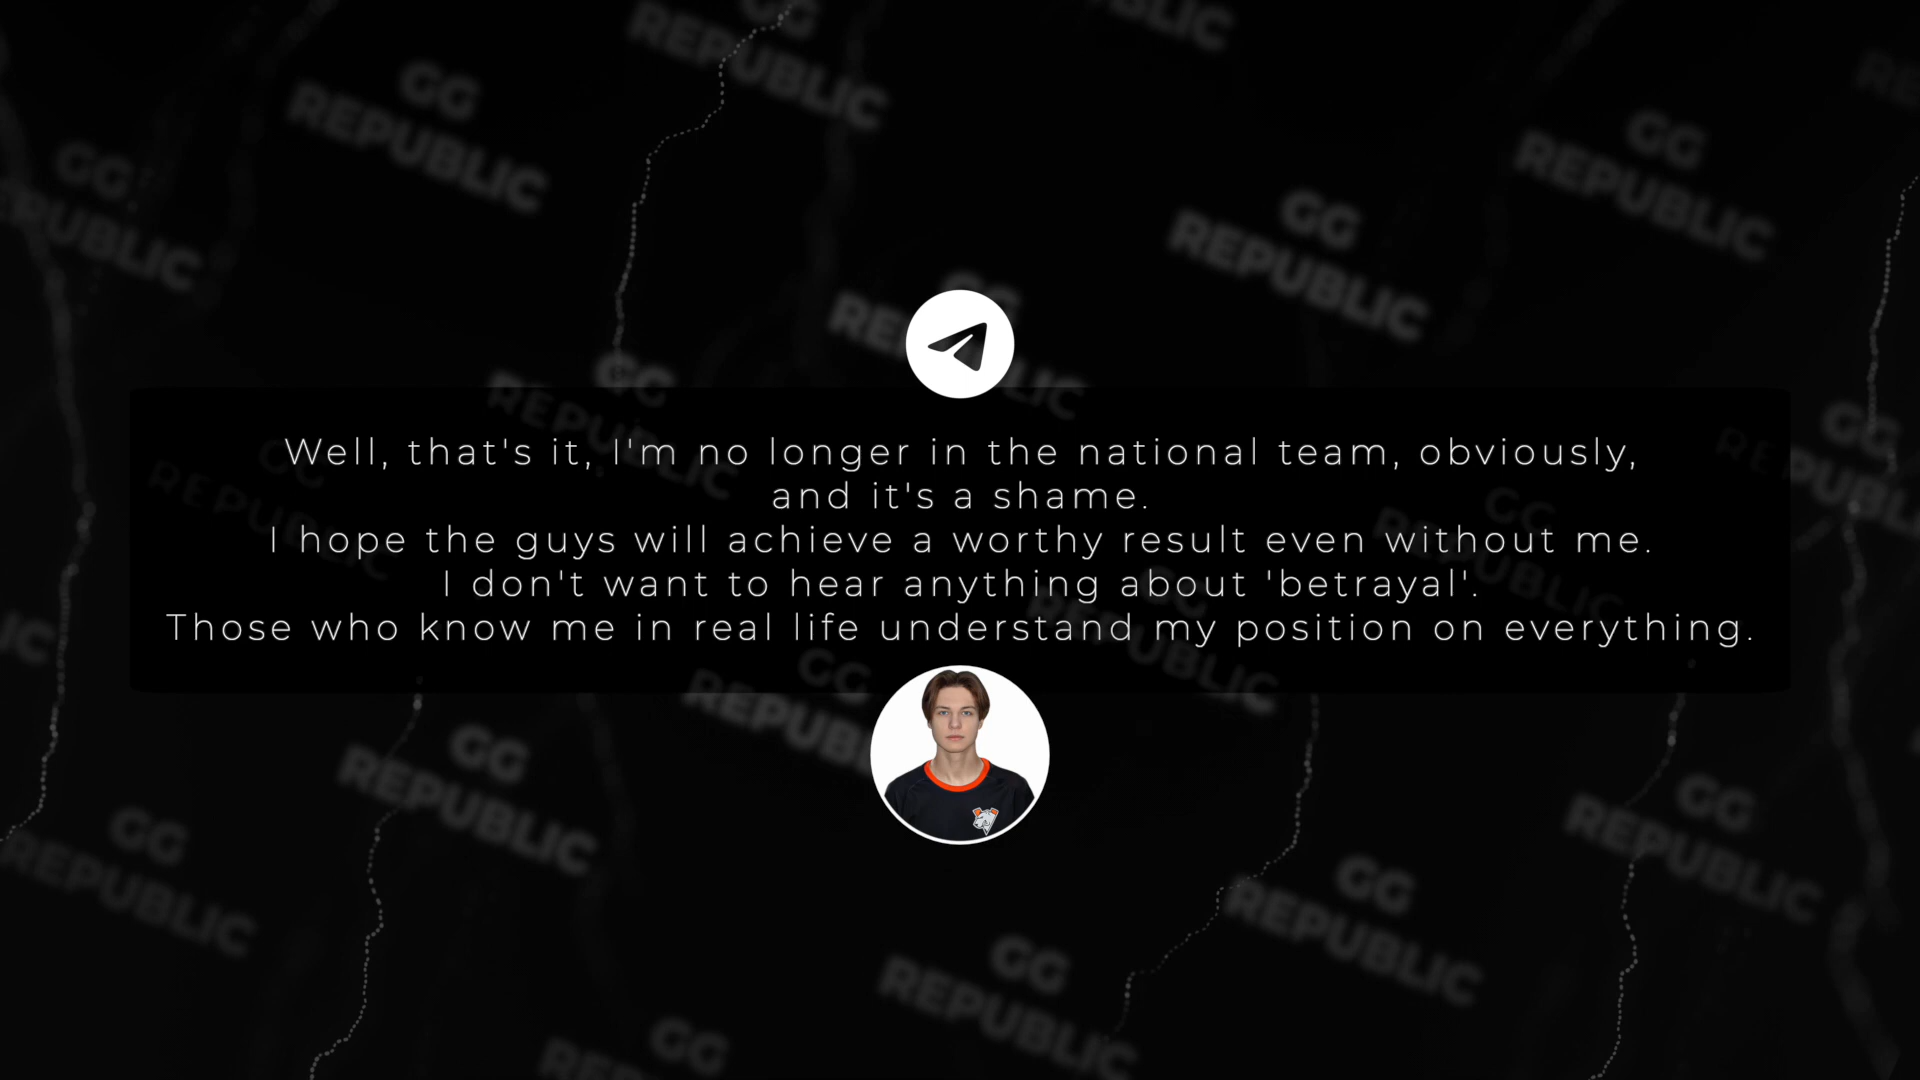 GG
REPUBLIC
Well, that's it, I'm no longer in the national team, obviously,
and it's a shame.
I hope the guys will achieve a worthy result even without me.
I don't want to hear anything about 'betrayal'.
Those who know me in real life understand my position on everything.